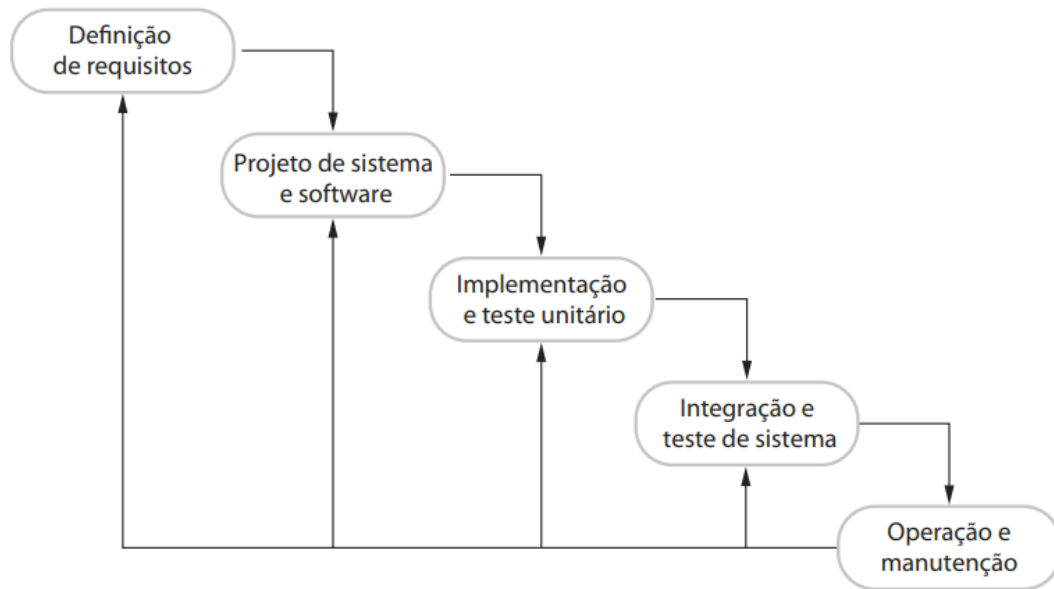 Definição
de requisitos
Projeto de sistema
e software
Implementação
e teste unitário
Integração e
teste de sistema
Operação e
manutenção